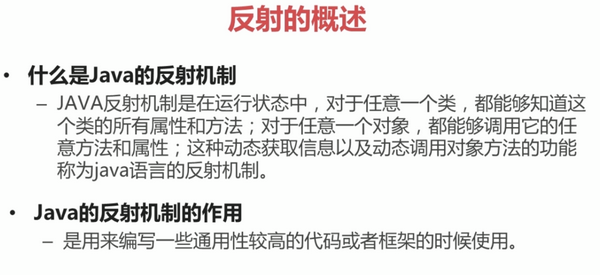 反射的概述
• 什么是Java的反射机制
– JAVA反射机制是在运行状态中，对于任意一个类，都能够知道这
个类的所有属性和方法；对于任意一个对象，都能够调用它的任
意方法和属性；这种动态获取信息以及动态调用对象方法的功能
称为java语言的反射机制。
• Java的反射机制的作用
– 是用来编写一些通用性较高的代码或者框架的时候使用。